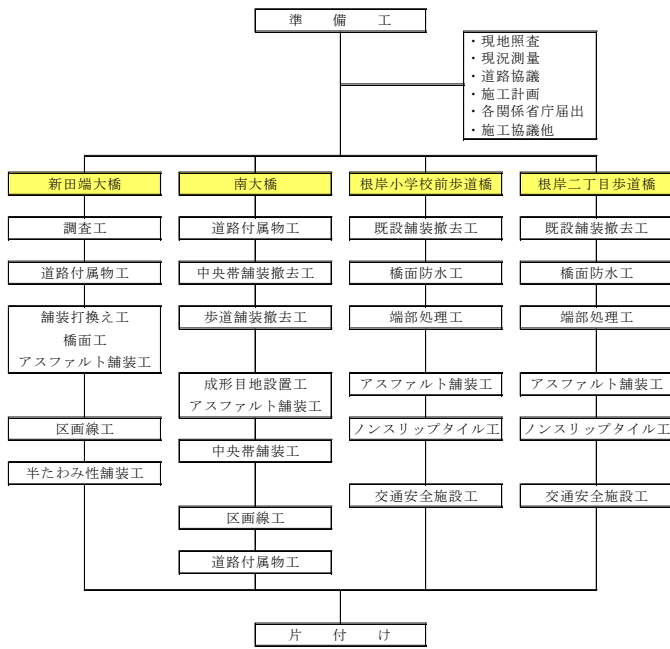 準　備　工
・現地照査
・現況測量
・道路協議
・施工計画
・各関係省庁届出
・施工協議他
新田端大橋
調査工
道路付属物工
舗装打換え工
橋面工
アスファルト舗装工
区画線工
半たわみ性舗装工
南大橋
道路付属物工
中央帯舗装撤去工
歩道舗装撤去工
成形目地設置工
アスファルト舗装工
中央帯舗装工
区画線工
道路付属物工
根岸小学校前歩道橋
既設舗装撤去工
橋面防水工
端部処理工
アスファルト舗装工
ノンスリップタイル工
交通安全施設工
根岸二丁目歩道橋
既設舗装撤去工
橋面防水工
端部処理工
アスファルト舗装工
ノンスリップタイル工
交通安全施設工
片　付　け